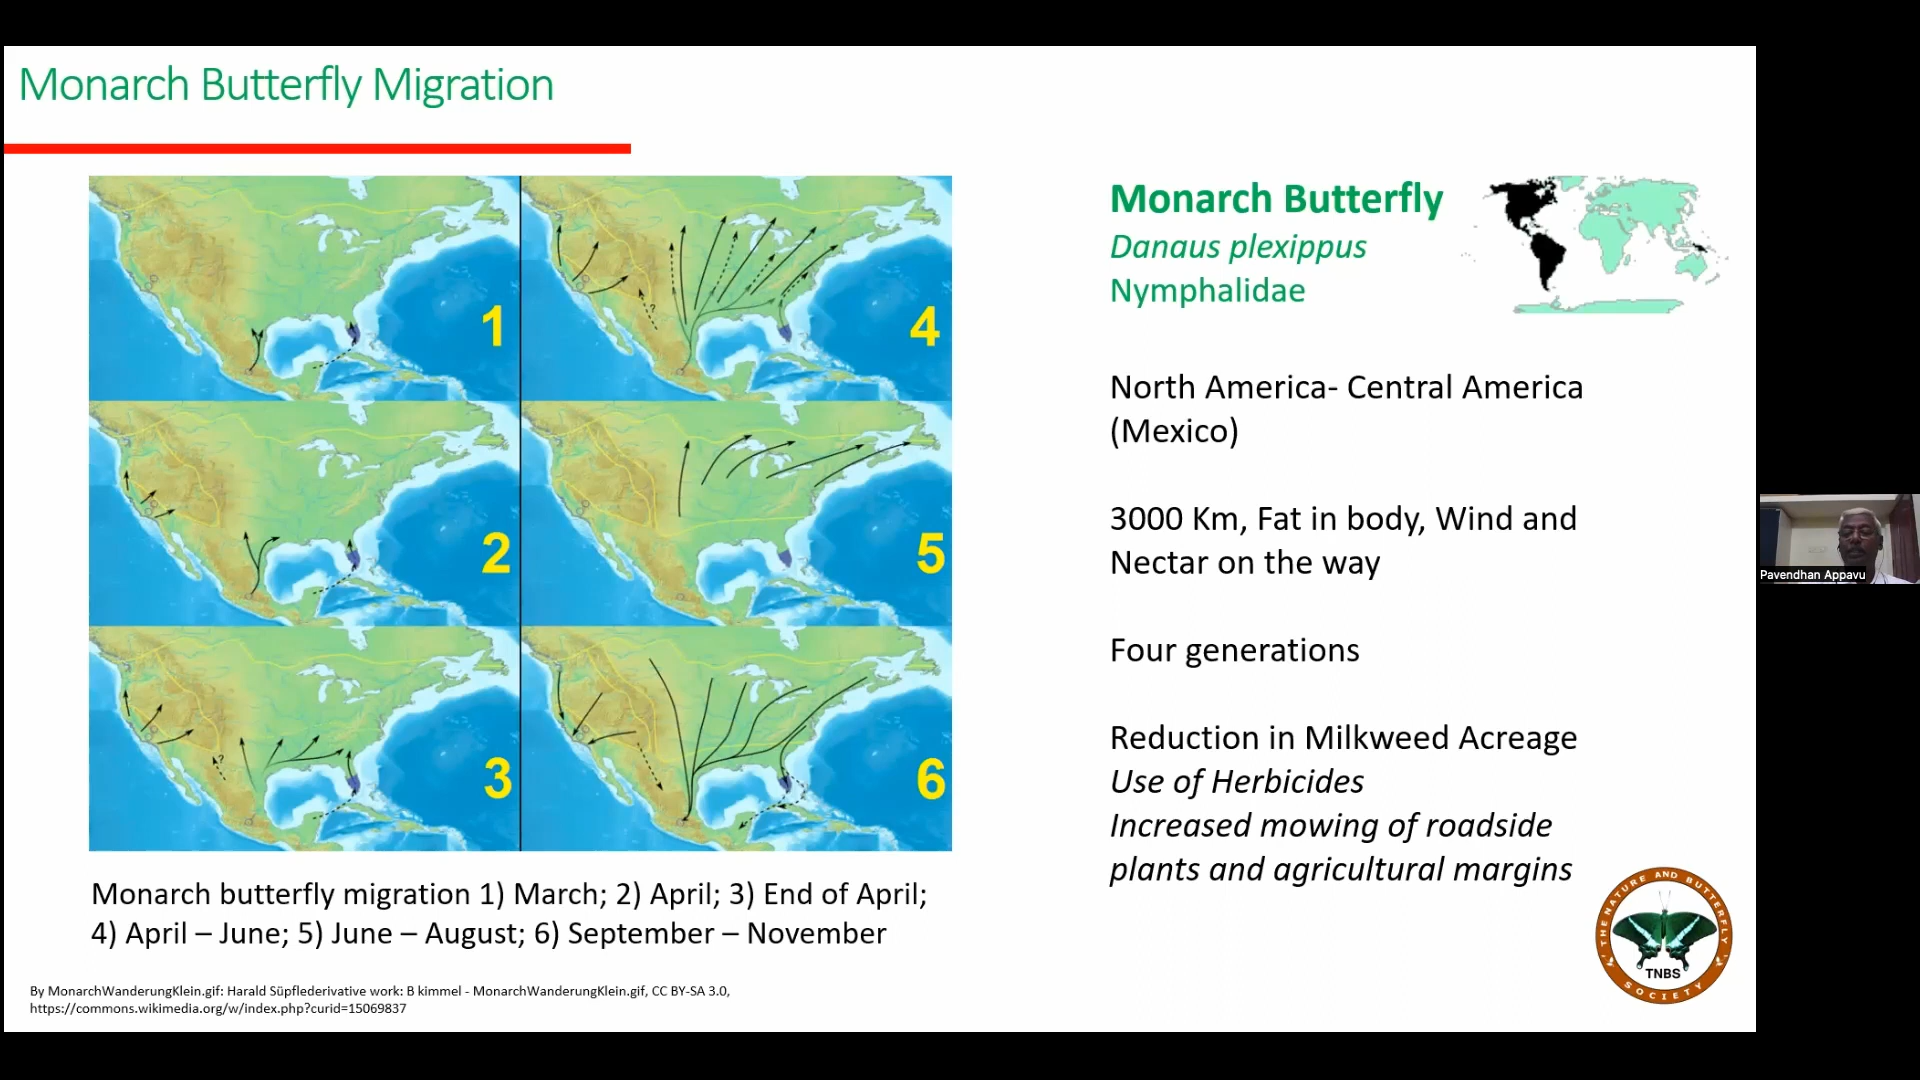 Monarch Butterfly Migration
1
4
2
5
?
3
6
?
Monarch butterfly migration 1) March; 2) April; 3) End of April;
4) April – June; 5) June – August; 6) September – November
By MonarchWanderungKlein.gif: Harald Süpflederivative work: B kimmel - MonarchWanderungKlein.gif, CC BY-SA 3.0,
https://commons.wikimedia.org/w/index.php?curid=15069837
Monarch Butterfly
Danaus plexippus
Nymphalidae
North America- Central America
(Mexico)
3000 Km, Fat in body, Wind and
Nectar on the way
Four generations
Reduction in Milkweed Acreage
Use of Herbicides
Increased mowing of roadside
plants and agricultural margins
THE NATURE AND BUTTERFLY
TNBS
SOCIETY
Pavendhan Appavu